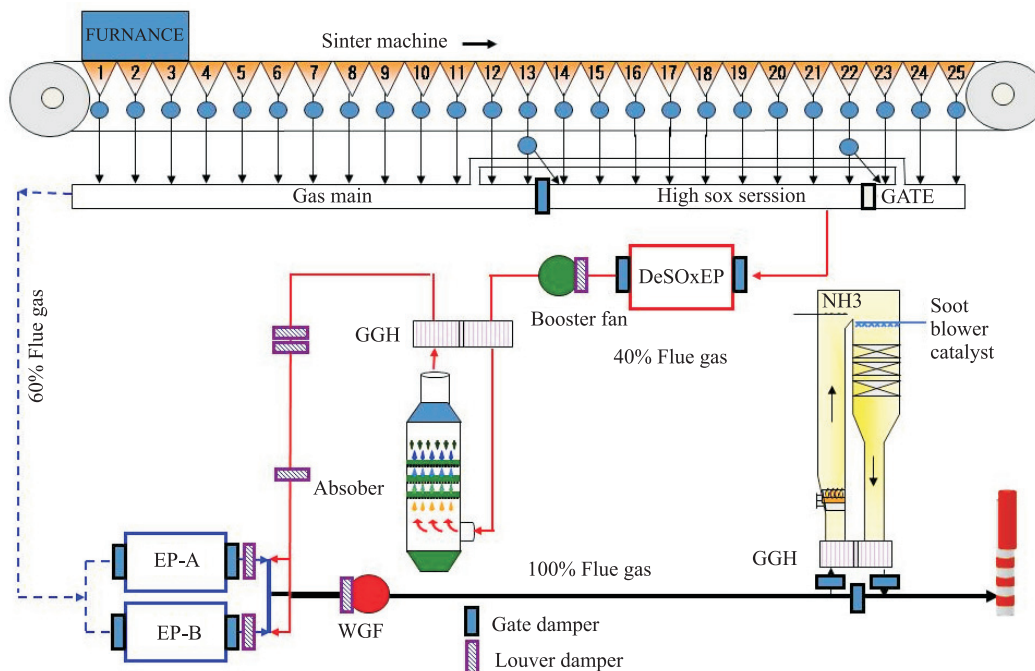 FURNANCE
Sinter machine
1 2 3 4 5 6 7 8 9 10 11 12 13 14 15 16 17 18 19 20 21 22 23 24 25
Gas main
High sox serssion
GATE
60% Flue gas
DeSOxEP
Booster fan
GGH
40% Flue gas
NH3
Soot
blower
catalyst
Absober
EP-A
EP-B
WGF
100% Flue gas
GGH
Gate damper
Louver damper